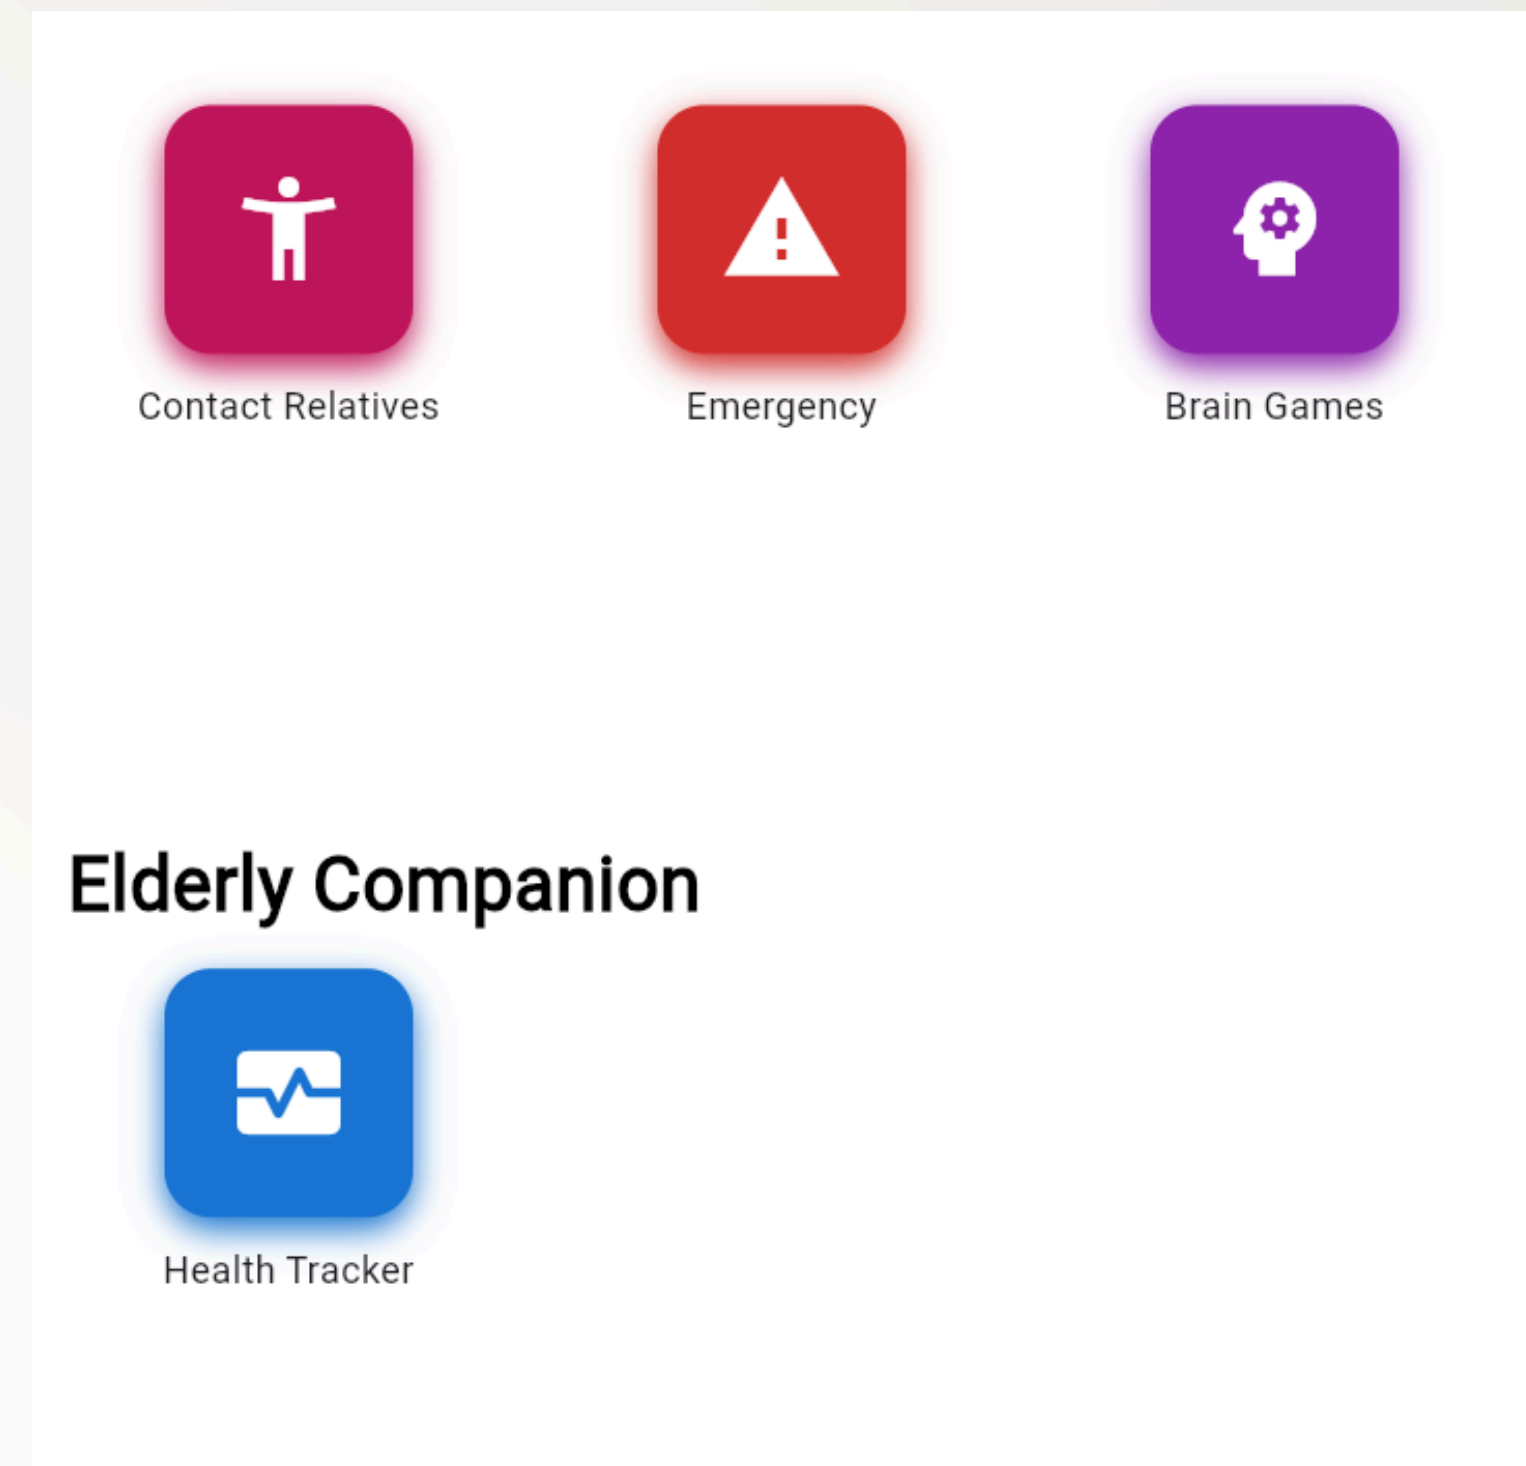 Contact Relatives
Emergency
Brain Games
Elderly Companion
Health Tracker